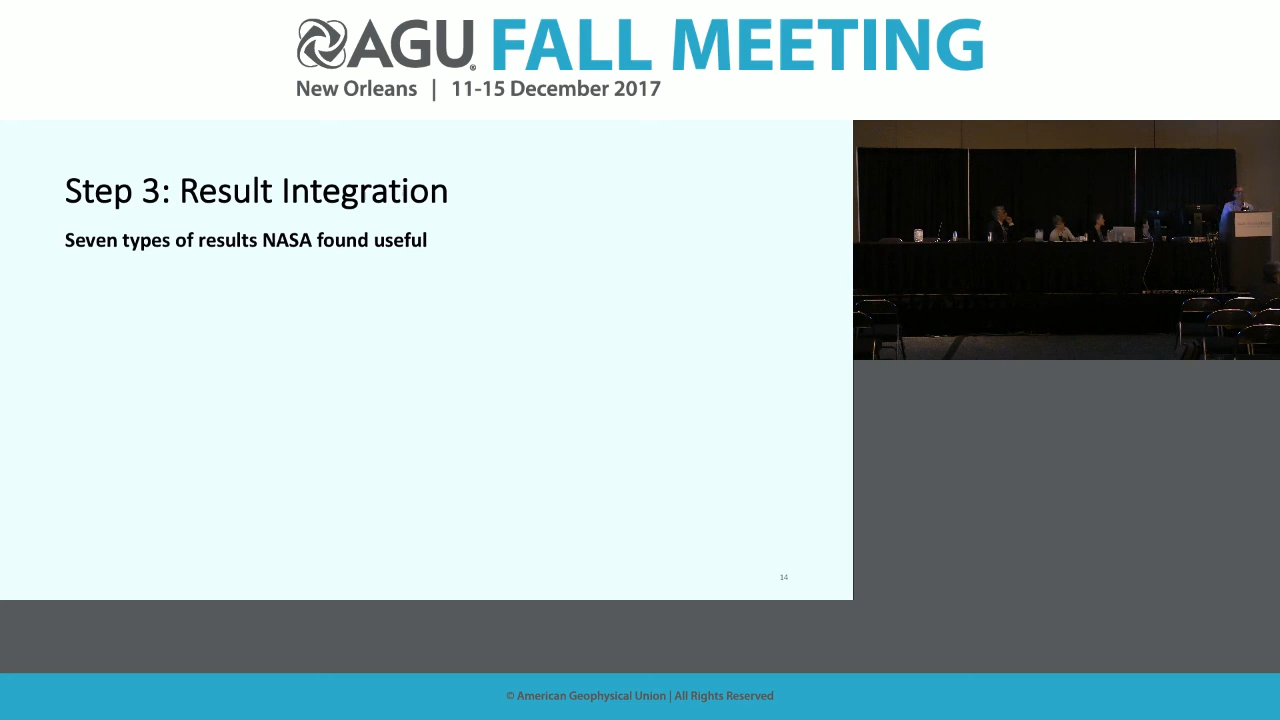 AGU FALL MEETING
New Orleans | 11-15 December 2017
Step 3: Result Integration
Seven types of results NASA found useful
14
© American Geophysical Union | All Rights Reserved